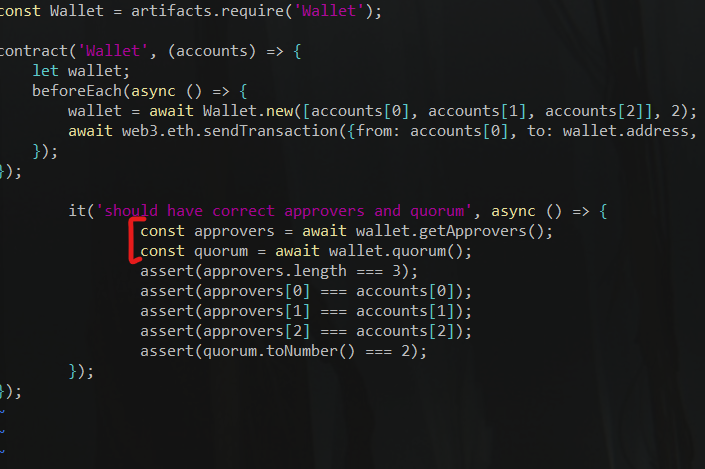 const Wallet = artifacts.require('Wallet');
contract('Wallet', (accounts) => {
let wallet;
beforeEach(async () => {
wallet = await Wallet.new([accounts[0], accounts[1], accounts[2]], 2);
await web3.eth.sendTransaction({from: accounts[0], to: wallet.address,
});
});
it('should have correct approvers and quorum', async () => {
const approvers = await wallet.getApprovers();
const quorum = await wallet.quorum();
assert(approvers.length === 3);
assert(approvers[0] === accounts[0]);
assert(approvers[1] === accounts[1]);
assert(approvers[2] === accounts[2]);
assert(quorum.toNumber() === 2);
});
});
~
~
~